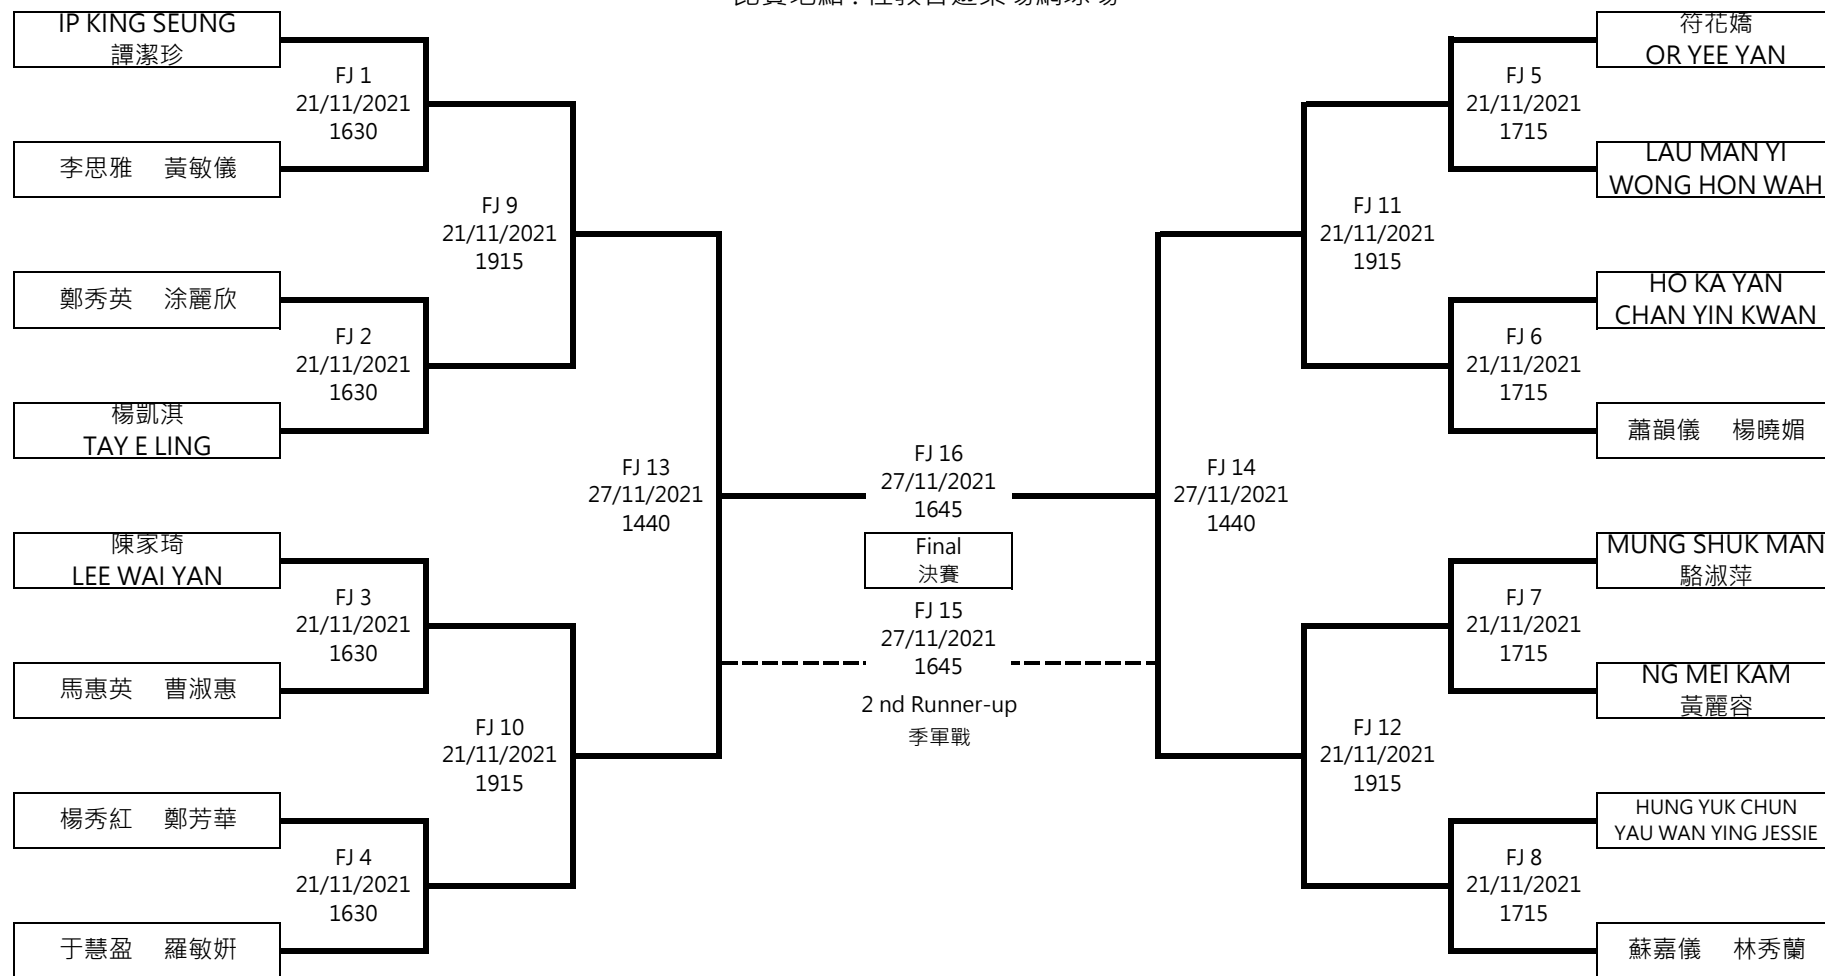 比賽地點 : 遊樂場網球場
IP KING SEUNG
譚潔珍
FJ 1
21/11/2021
1630
李思雅 黃敏儀
FJ 9
21/11/2021
1915
鄭秀英 涂麗欣
FJ 2
21/11/2021
1630
楊凱淇
TAY E LING
FJ 13
27/11/2021
1440
陳家琦
LEE WAI YAN
FJ 3
21/11/2021
1630
馬惠英 曹淑惠
FJ 10
21/11/2021
1915
楊秀紅 鄭芳華
FJ 4
21/11/2021
1630
于慧盈 羅敏妍
FJ 16
27/11/2021
1645
Final
決賽
FJ 15
27/11/2021
1645
2 nd Runner-up
季軍戰
符花嬌
OR YEE YAN
FJ 5
21/11/2021
1715
LAU MAN YI
WONG HON WAH
FJ 11
21/11/2021
1915
HO KA YAN
CHAN YIN KWAN
FJ 6
21/11/2021
1715
蕭韻儀 楊曉媚
FJ 14
27/11/2021
1440
MUNG SHUK MAN
駱淑萍
FJ 7
21/11/2021
1715
NG MEI KAM
黃麗容
FJ 12
21/11/2021
1915
HUNG YUK CHUN
YAU WAN YING JESSIE
FJ 8
21/11/2021
1715
蘇嘉儀 林秀蘭